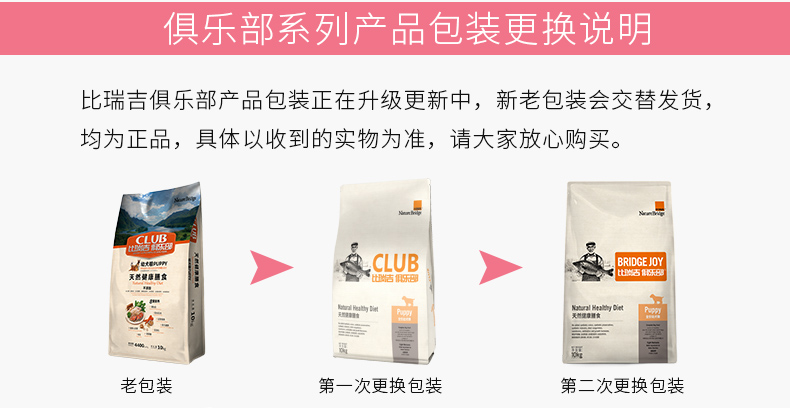 俱乐部系列产品包装更换说明
比瑞吉俱乐部产品包装正在升级更新中，新老包装会交替发货，
均为正品，具体以收到的实物为准，请大家放心购买。
NatureBridge
CLUB
比瑞吉 俱乐部
幼犬粮PUPPY
天然健康膳食
Natural Healthy Diet
10kg
老包装
NatureBridge
CLUB
比瑞吉 俱乐部
Natural Healthy Diet
天然健康膳食
Puppy
10kg
第一次更换包装
NatureBridge
BRIDGE JOY
比瑞吉 俱乐部
Natural Healthy Diet
天然健康膳食
Puppy
10kg
第二次更换包装